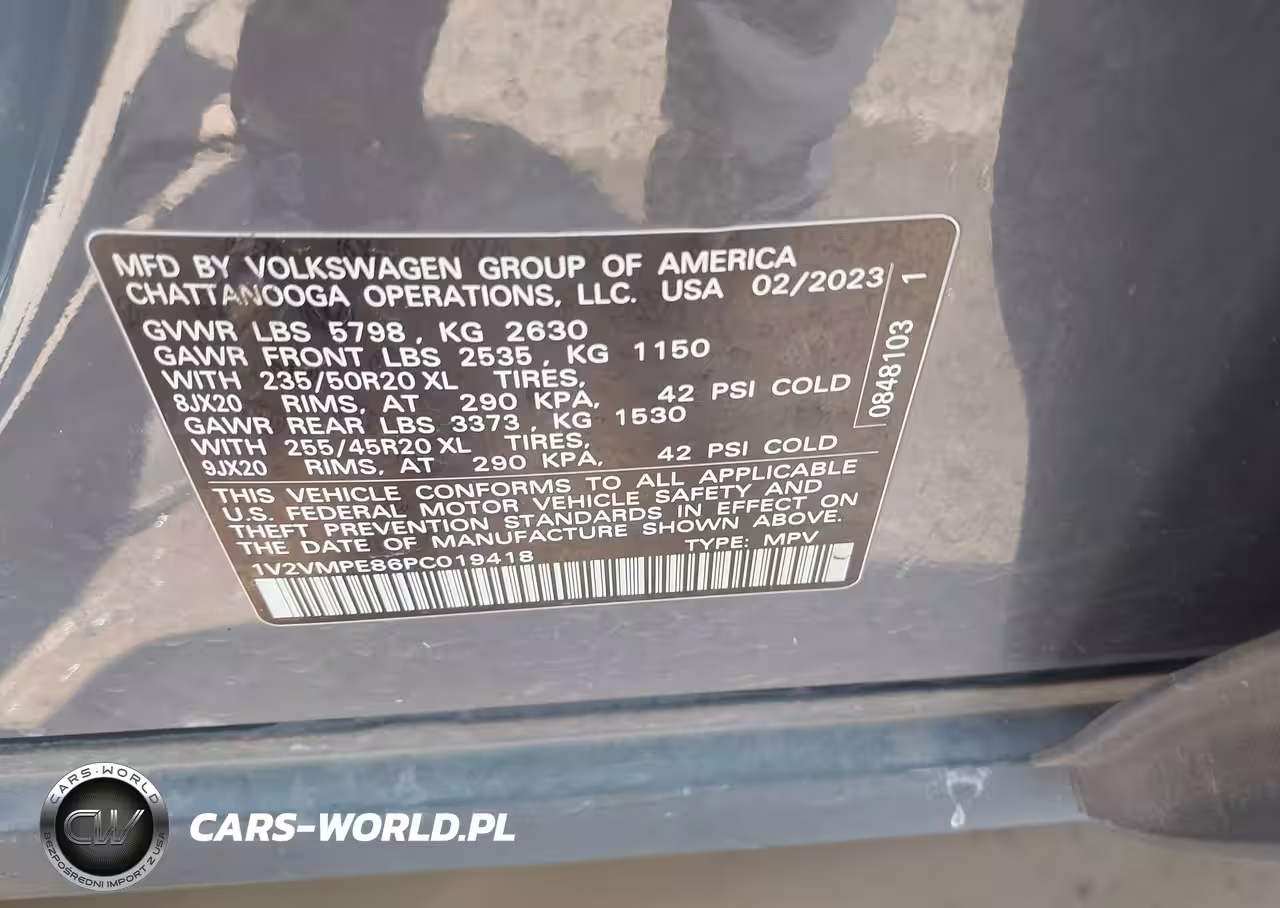 MFD BY VOLKSWAGEN GROUP OF AMERICA
CHATTANOOGA OPERATIONS, LLC. USA 02/2023
GVWR LBS 5798, KG 2630
GAWR FRONT LBS 2535, KG 1150
WITH 235/50R20 XL TIRES,
8JX20 RIMS, AT 290 KPA, 42 PSI COLD
GAWR REAR LBS 3373, KG 1530
WITH 255/45R20 XL TIRES,
9JX20 RIMS, AT 290 KPA, 42 PSI COLD
THIS VEHICLE CONFORMS TO ALL APPLICABLE
U.S. FEDERAL MOTOR VEHICLE SAFETY AND
THEFT PREVENTION STANDARDS IN EFFECT ON
THE DATE OF MANUFACTURE SHOWN ABOVE.
1V2VMPE86PC019418 TYPE: MPV
0848103 1
CARS-WORLD
CW
BEZPOŚREDNI IMPORT Z USA
CARS-WORLD.PL